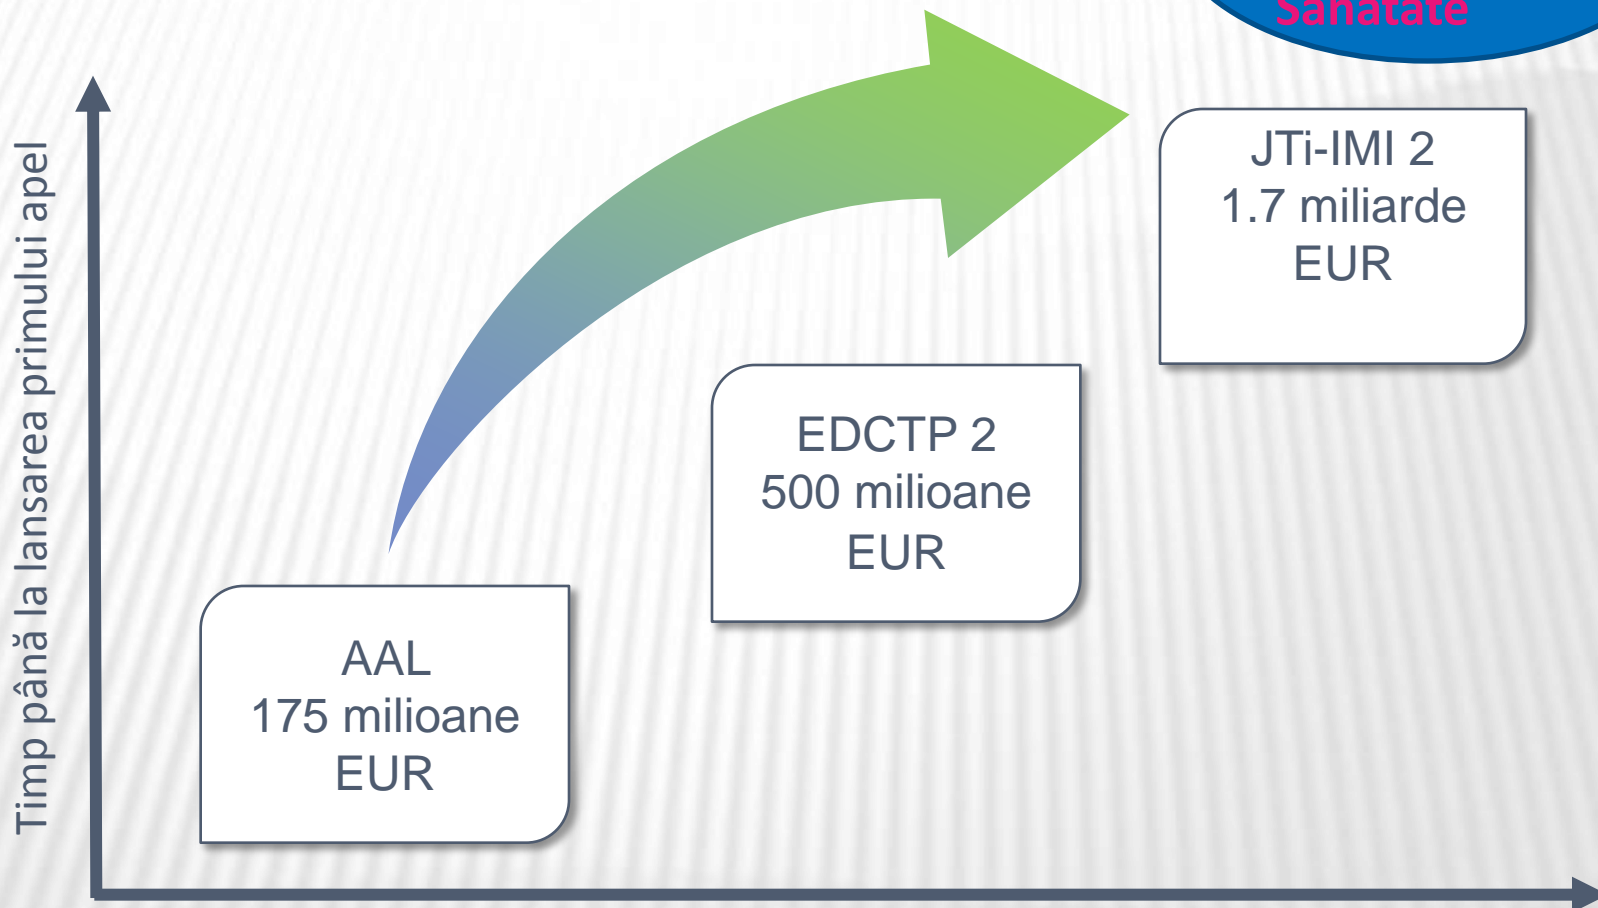 Sanatate
Timp până la lansarea primului apel
JTi-IMI 2
1.7 miliarde
EUR
EDCTP 2
500 milioane
EUR
AAL
175 milioane
EUR